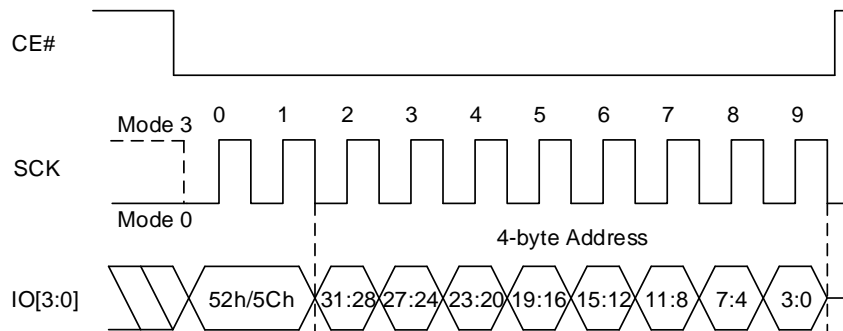 CE#
0 1 2 3 4 5 6 7 8 9
Mode 3
SCK
Mode 0
4-byte Address
IO[3:0] 52h/5Ch 31:28 27:24 23:20 19:16 15:12 11:8 7:4 3:0